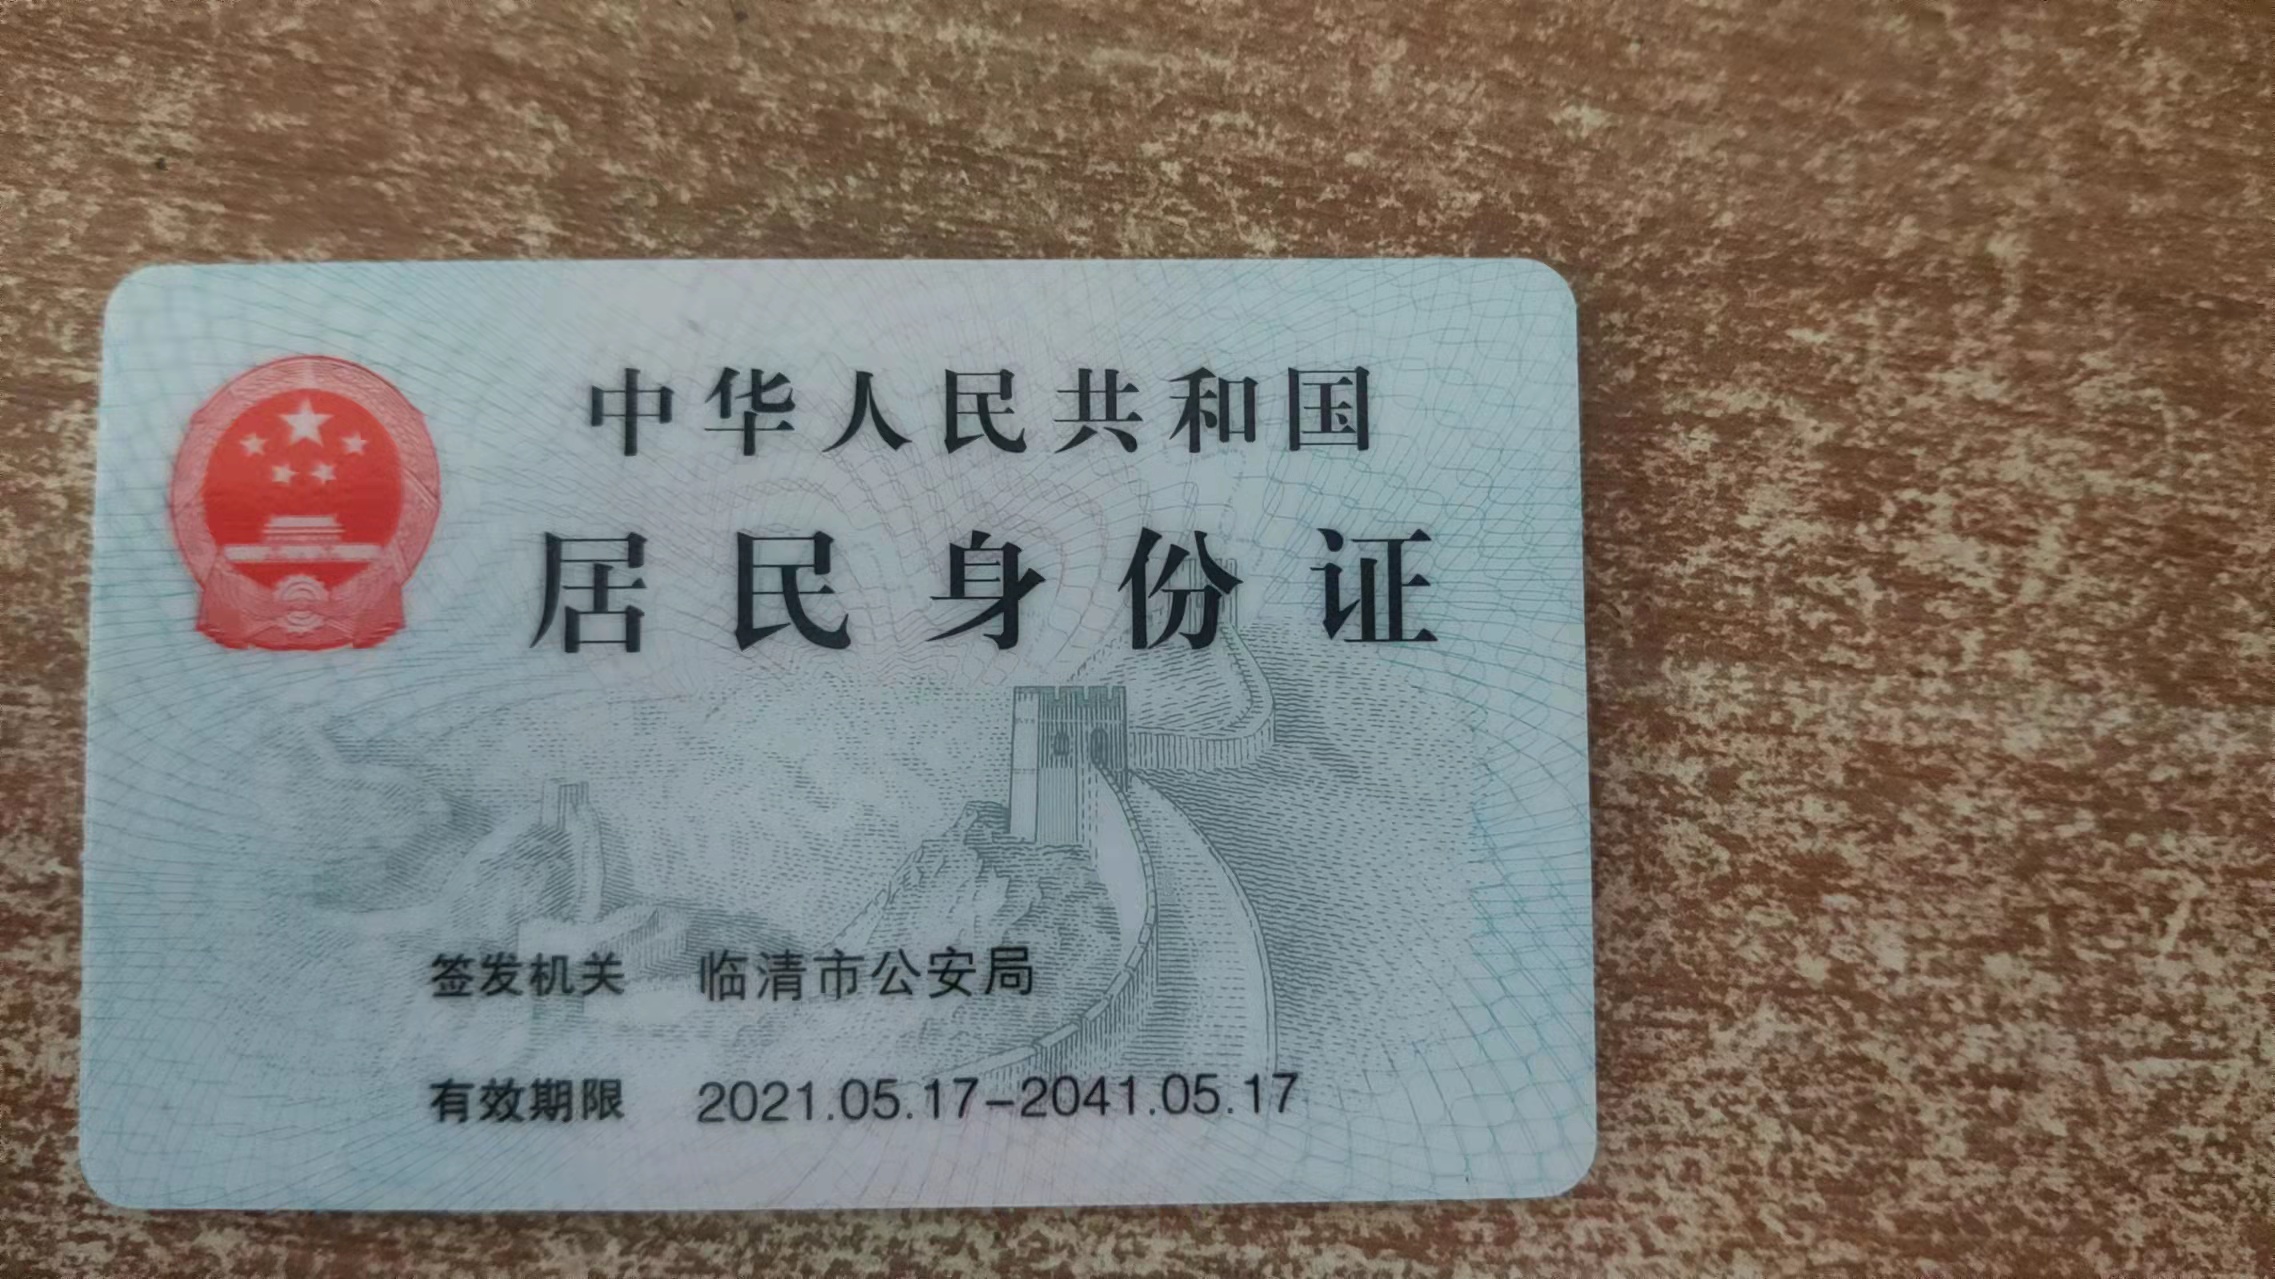 中华人民共和国
居民身份证
签发机关 临清市公安局
有效期限 2021.05.17-2041.05.17